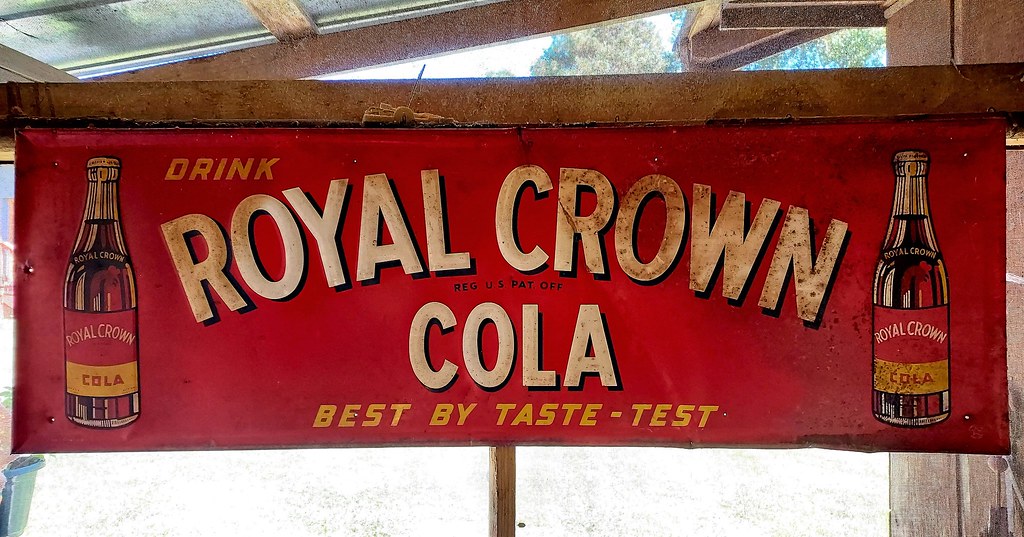 DRINK
ROYAL CROWN
REG U.S PAT OFF
COLA
BEST BY TASTE-TEST
ROYAL CROWN
ROYAL CROWN
COLA
ROYAL CROWN
ROYAL CROWN
COLA